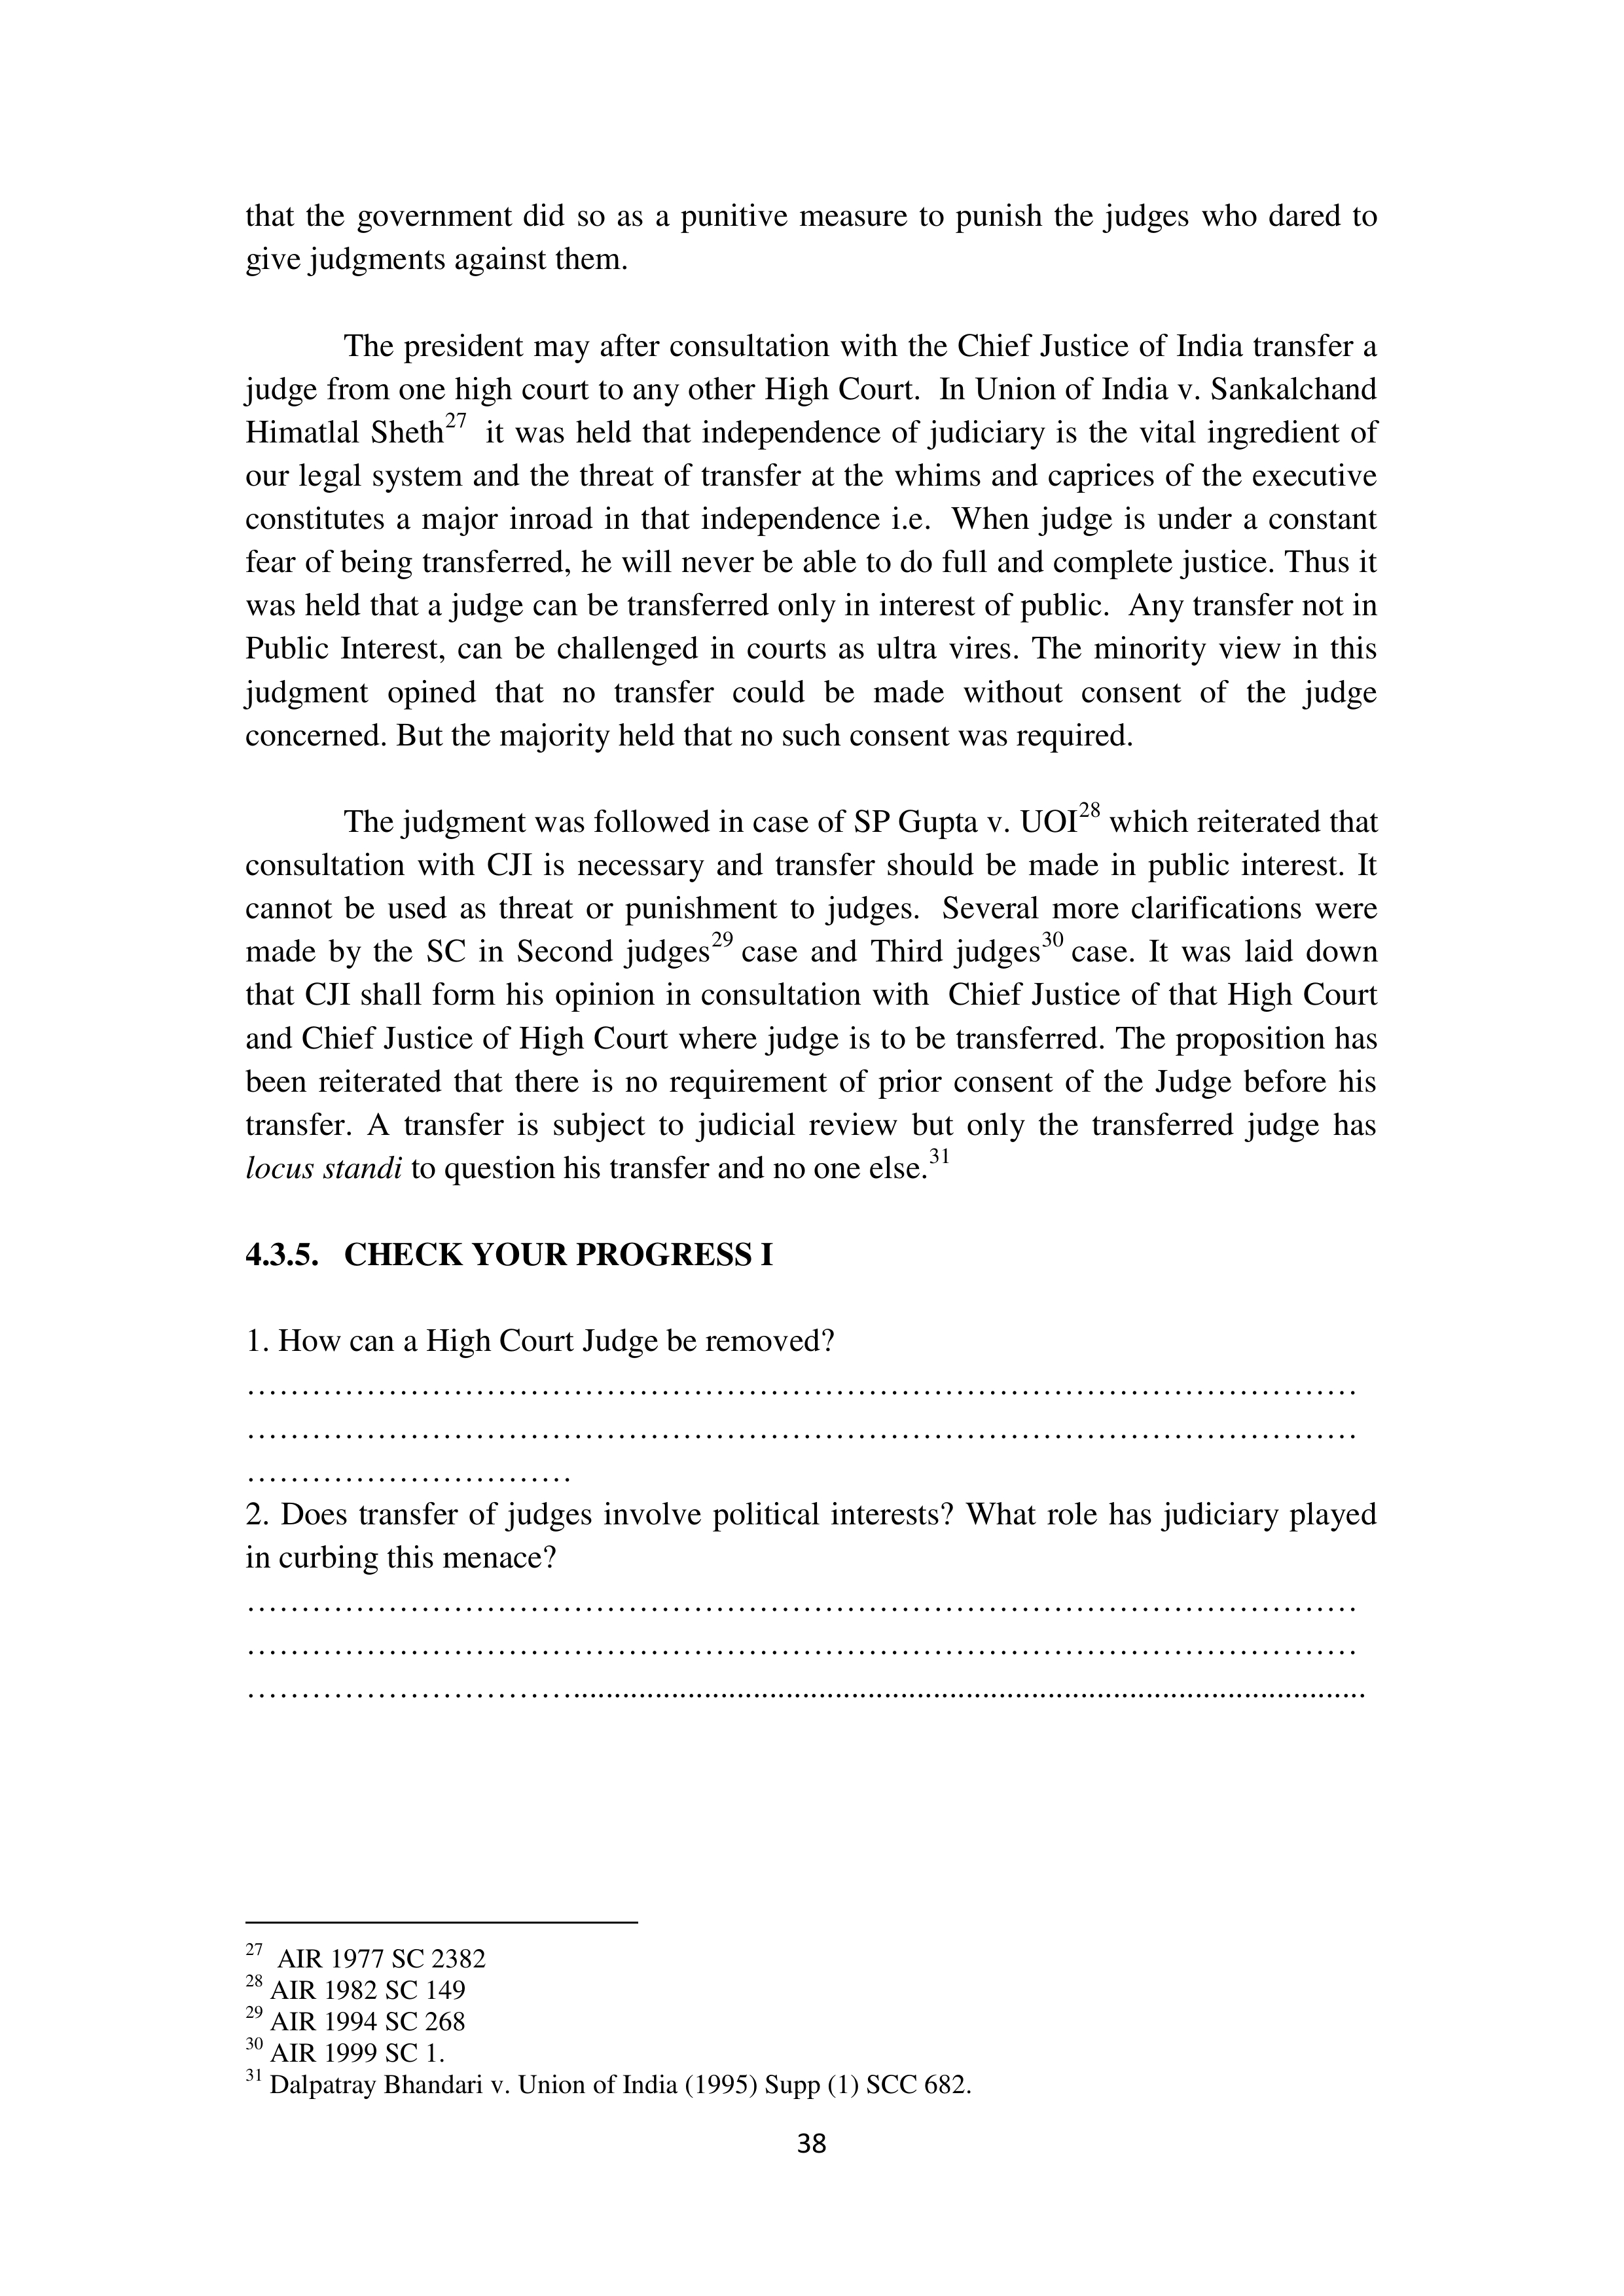 that the government did so as a punitive measure to punish the judges who dared to
give judgments against them.
The president may after consultation with the Chief Justice of India transfer a
judge from one high court to any other High Court.  In Union of India v. Sankalchand
Himatlal Sheth27  it was held that independence of judiciary is the vital ingredient of
our legal system and the threat of transfer at the whims and caprices of the executive
constitutes a major inroad in that independence i.e.  When judge is under a constant
fear of being transferred, he will never be able to do full and complete justice. Thus it
was held that a judge can be transferred only in interest of public.  Any transfer not in
Public Interest, can be challenged in courts as ultra vires. The minority view in this
judgment opined that no transfer could be made without consent of the judge
concerned. But the majority held that no such consent was required.
The judgment was followed in case of SP Gupta v. UOI28 which reiterated that
consultation with CJI is necessary and transfer should be made in public interest. It
cannot be used as threat or punishment to judges.  Several more clarifications were
made by the SC in Second judges29 case and Third judges30 case. It was laid down
that CJI shall form his opinion in consultation with  Chief Justice of that High Court
and Chief Justice of High Court where judge is to be transferred. The proposition has
been reiterated that there is no requirement of prior consent of the Judge before his
transfer. A transfer is subject to judicial review but only the transferred judge has
locus standi to question his transfer and no one else.31
4.3.5.   CHECK YOUR PROGRESS I
1. How can a High Court Judge be removed?
…………………………………………………………………………………………
…………………………………………………………………………………………
…………………………
2. Does transfer of judges involve political interests? What role has judiciary played
in curbing this menace?
…………………………………………………………………………………………
…………………………………………………………………………………………
…………………………..................................................................................................
27  AIR 1977 SC 2382
28 AIR 1982 SC 149
29 AIR 1994 SC 268
30 AIR 1999 SC 1.
31 Dalpatray Bhandari v. Union of India (1995) Supp (1) SCC 682.
38